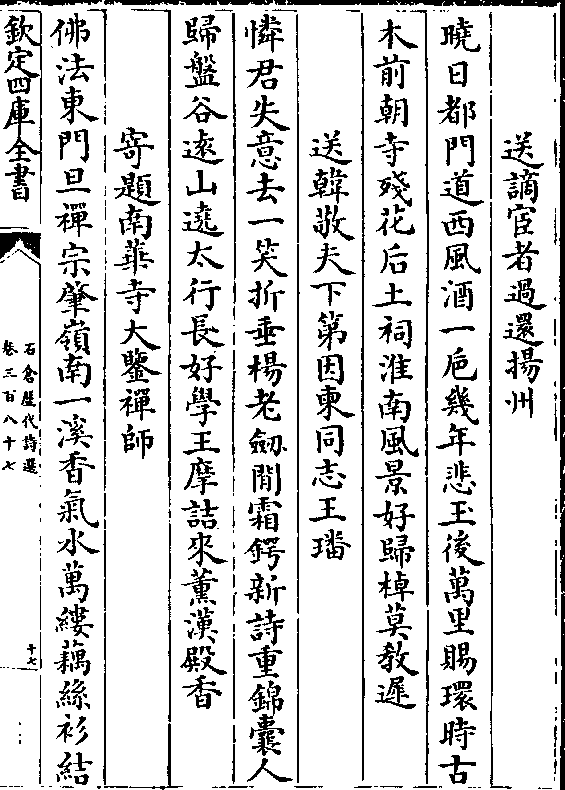 送謫宦者過還揚州
曉日都門道西風酒一巵幾年悲玉後萬里賜環時古
木前朝寺殘花后土祠淮南風景好歸棹莫教遲
送韓敬夫下第因柬同志王璠
憐君失意去一笑折垂楊老劒閒霜鍔新詩重錦囊人
歸盤谷遠山遶太行長好學王摩詰來薰漢殿香
寄題南華寺大鑒禪師
佛法東門旦禪宗肇嶺南一溪香氣水萬縷藕絲衫結
欽定四庫全書
石倉歷代詩選
卷三百八十七
十七